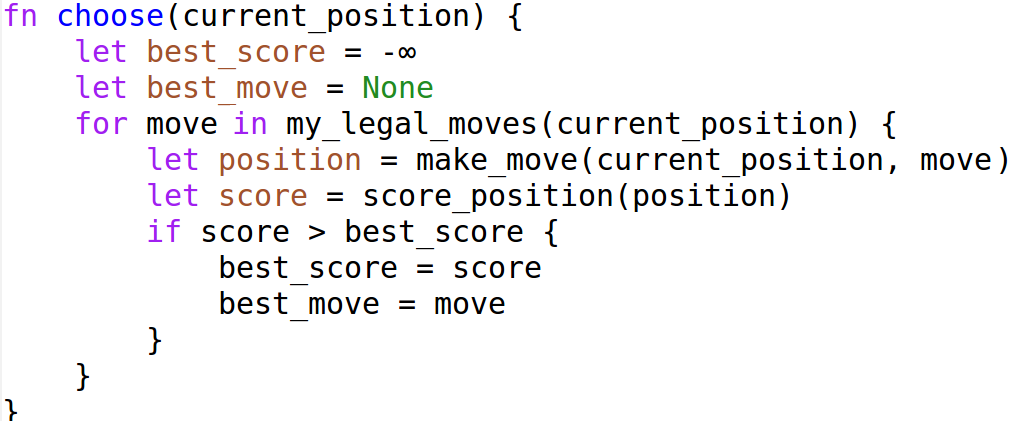 fn choose(current_position) {
    let best_score = -∞
    let best_move = None
    for move in my_legal_moves(current_position) {
        let position = make_move(current_position, move)
        let score = score_position(position)
        if score > best_score {
            best_score = score
            best_move = move
        }
    }
}